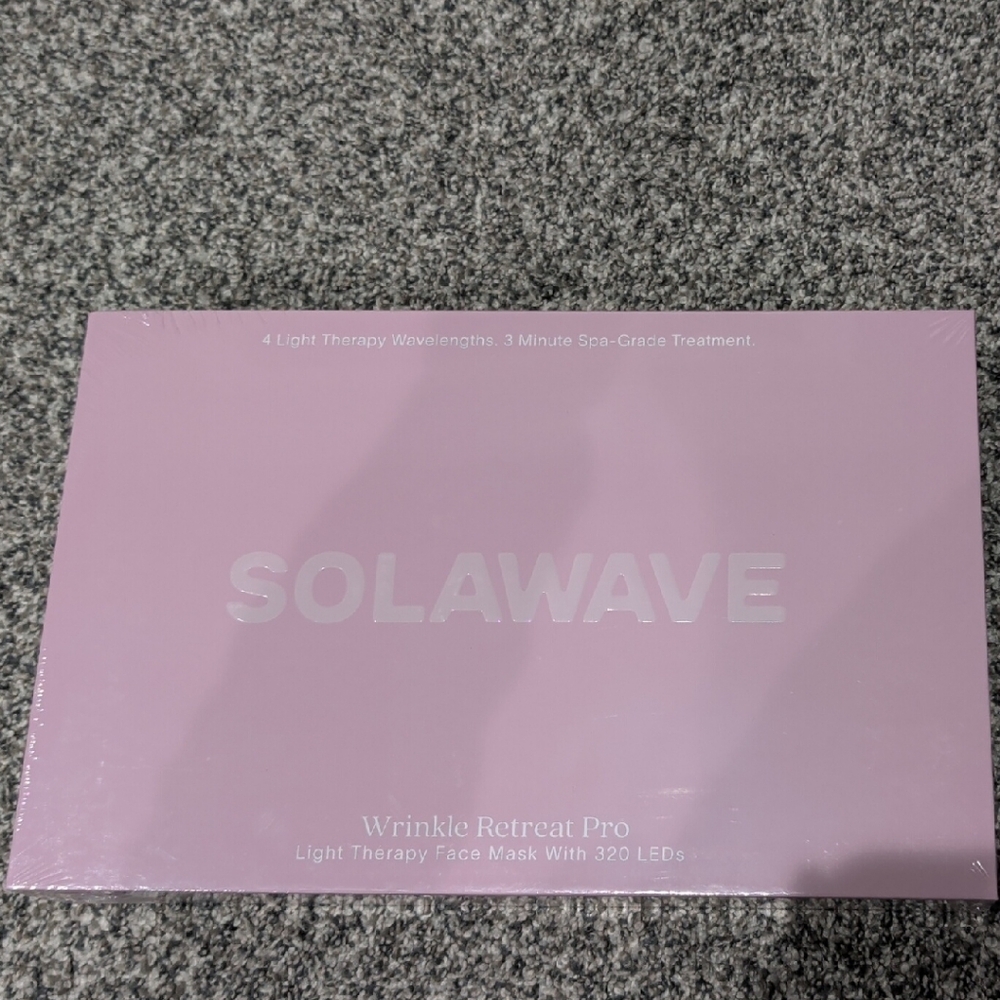 4 Light Therapy Wavelengths. 3 Minute Spa-Grade Treatment.
SOLAWAVE
Wrinkle Retreat Pro
Light Therapy Face Mask With 320 LEDs